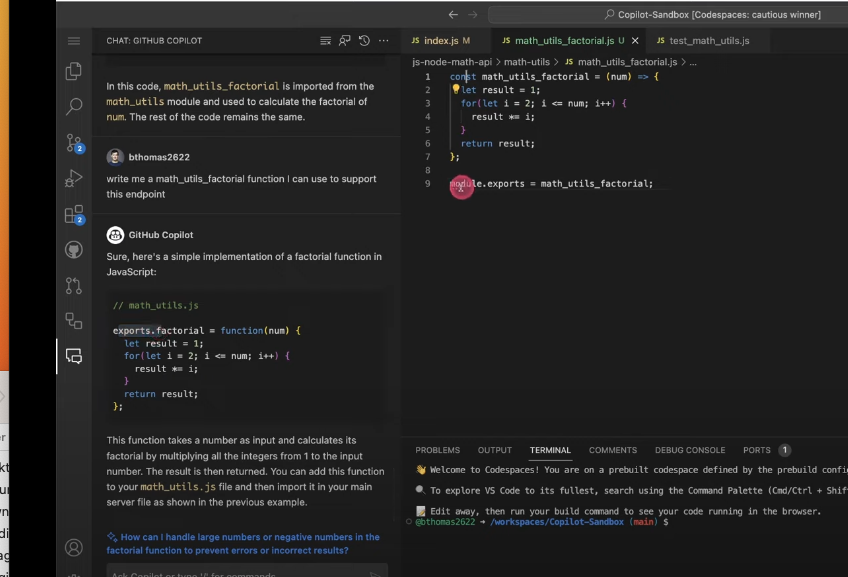 Copilot-Sandbox [Codespaces: cautious winner]
CHAT: GITHUB COPILOT
In this code, math_utils_factorial is imported from the
math_utils module and used to calculate the factorial of
num. The rest of the code remains the same.
bthomas2622
write me a math_utils_factorial function I can use to support
this endpoint
GitHub Copilot
Sure, here's a simple implementation of a factorial function in
JavaScript:
// math_utils.js
exports.factorial = function(num) {
let result = 1;
for(let i = 2; i <= num; i++) {
result *= i;
}
return result;
};
This function takes a number as input and calculates its
factorial by multiplying all the integers from 1 to the input
number. The result is then returned. You can add this function
to your math_utils.js file and then import it in your main
server file as shown in the previous example.
How can I handle large numbers or negative numbers in the
factorial function to prevent errors or incorrect results?
Ask Copilot or type '/' for commands
2
2
JS index.js M
JS math_utils_factorial.js U
JS test_math_utils.js
js-node-math-api > math-utils > JS math_utils_factorial.js > ...
1 const math_utils_factorial = (num) => {
2 let result = 1;
3 for(let i = 2; i <= num; i++) {
4 result *= i;
5 }
6 return result;
7 };
8
9 module.exports = math_utils_factorial;
PROBLEMS OUTPUT TERMINAL COMMENTS DEBUG CONSOLE PORTS 1
Welcome to Codespaces! You are on a prebuilt codespace defined by the prebuild confi
To explore VS Code to its fullest, search using the Command Palette (Cmd/Ctrl + Shif
Edit away, then run your build command to see your code running in the browser.
@bthomas2622 → /workspaces/Copilot-Sandbox (main) $